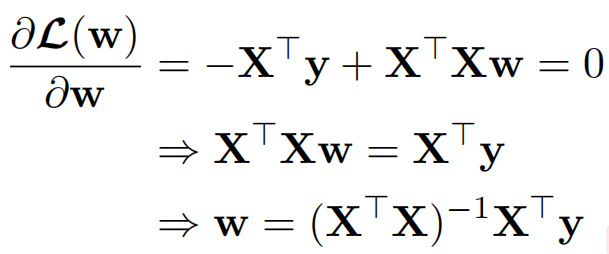 ∂𝓛(𝐰)/∂𝐰 = −𝐗^⊤𝐲 + 𝐗^⊤𝐗𝐰 = 0
⇒ 𝐗^⊤𝐗𝐰 = 𝐗^⊤𝐲
⇒ 𝐰 = (𝐗^⊤𝐗)^−1𝐗^⊤𝐲